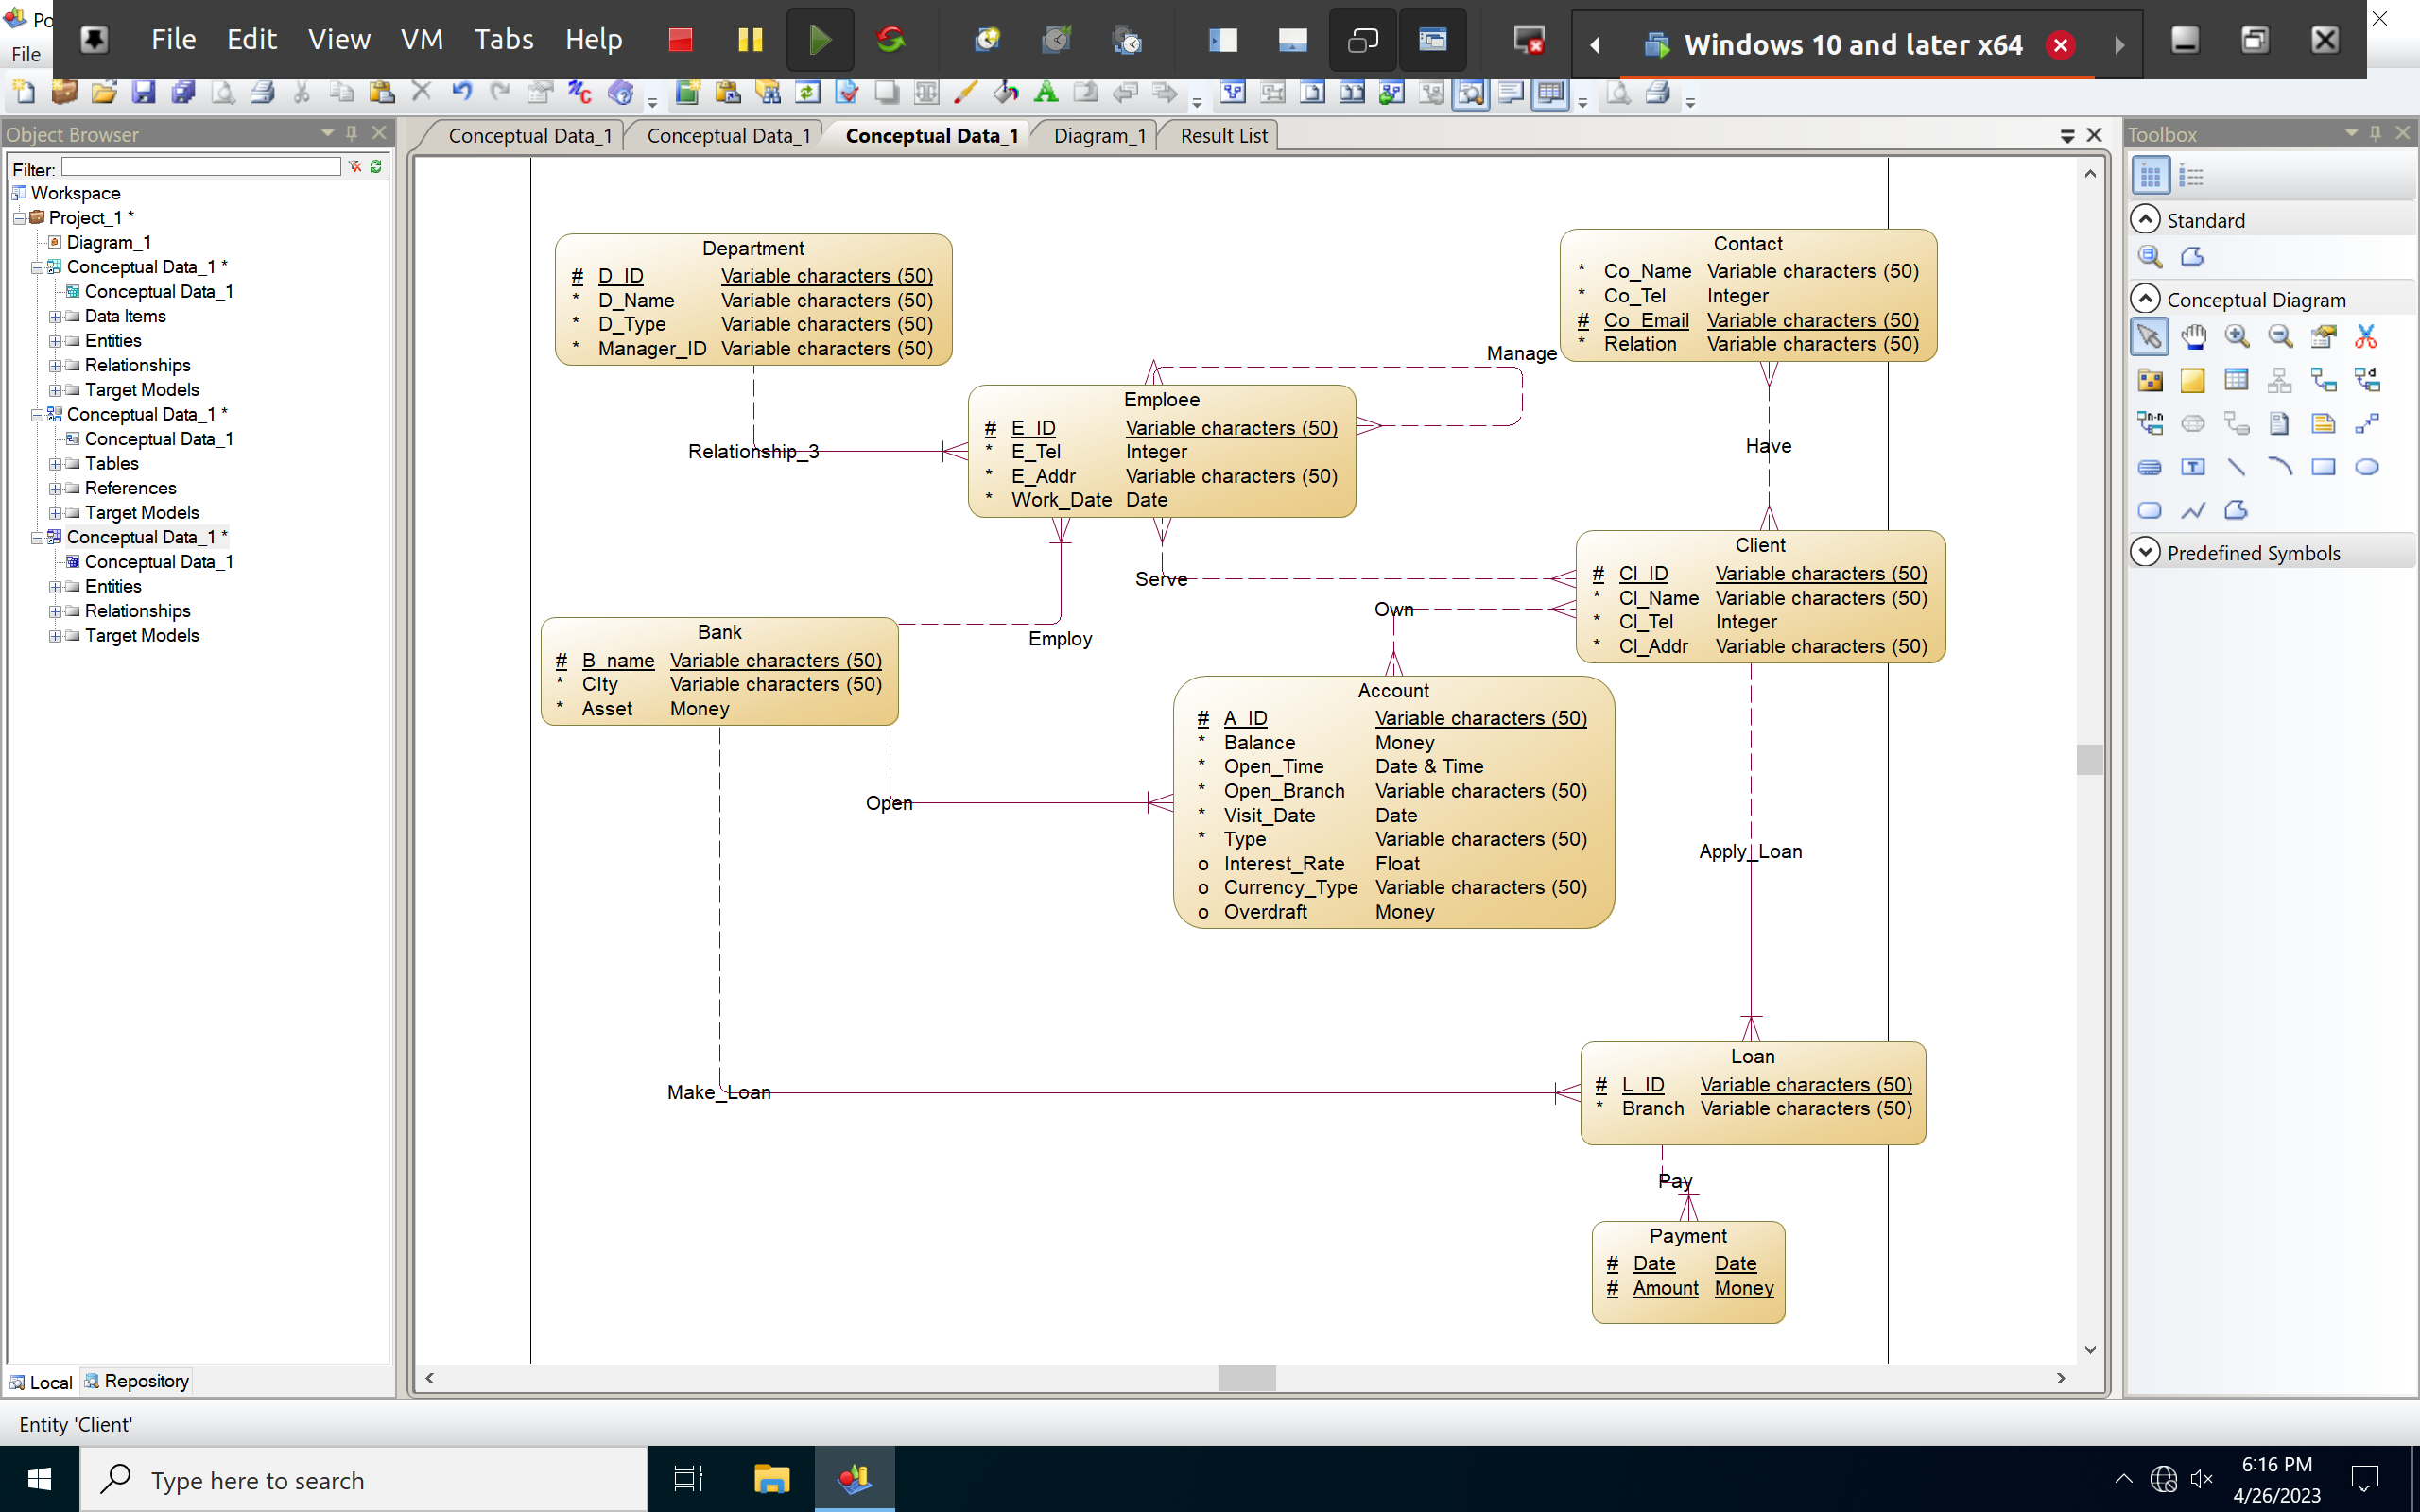 Po
File Edit View VM Tabs Help
Windows 10 and later x64
File
Object Browser
Filter:
Workspace
Project_1 *
Diagram_1
Conceptual Data_1 *
Conceptual Data_1
Data Items
Entities
Relationships
Target Models
Conceptual Data_1 *
Conceptual Data_1
Tables
References
Target Models
Conceptual Data_1 *
Conceptual Data_1
Entities
Relationships
Target Models
Local Repository
Conceptual Data_1 Conceptual Data_1 Conceptual Data_1 Diagram_1 Result List
Department
# D_ID Variable characters (50)
* D_Name Variable characters (50)
* D_Type Variable characters (50)
* Manager_ID Variable characters (50)
Contact
* Co_Name Variable characters (50)
* Co_Tel Integer
# Co_Email Variable characters (50)
* Relation Variable characters (50)
Manage
Emploee
# E_ID Variable characters (50)
* E_Tel Integer
* E_Addr Variable characters (50)
* Work_Date Date
Relationship_3
Have
Client
# Cl_ID Variable characters (50)
* Cl_Name Variable characters (50)
* Cl_Tel Integer
* Cl_Addr Variable characters (50)
Serve
Own
Employ
Bank
# B_name Variable characters (50)
* CIty Variable characters (50)
* Asset Money
Account
# A_ID Variable characters (50)
* Balance Money
* Open_Time Date & Time
* Open_Branch Variable characters (50)
* Visit_Date Date
* Type Variable characters (50)
o Interest_Rate Float
o Currency_Type Variable characters (50)
o Overdraft Money
Open
Apply_Loan
Loan
# L_ID Variable characters (50)
* Branch Variable characters (50)
Make_Loan
Pay
Payment
# Date Date
# Amount Money
Toolbox
Standard
Conceptual Diagram
Predefined Symbols
Entity 'Client'
Type here to search
6:16 PM
4/26/2023